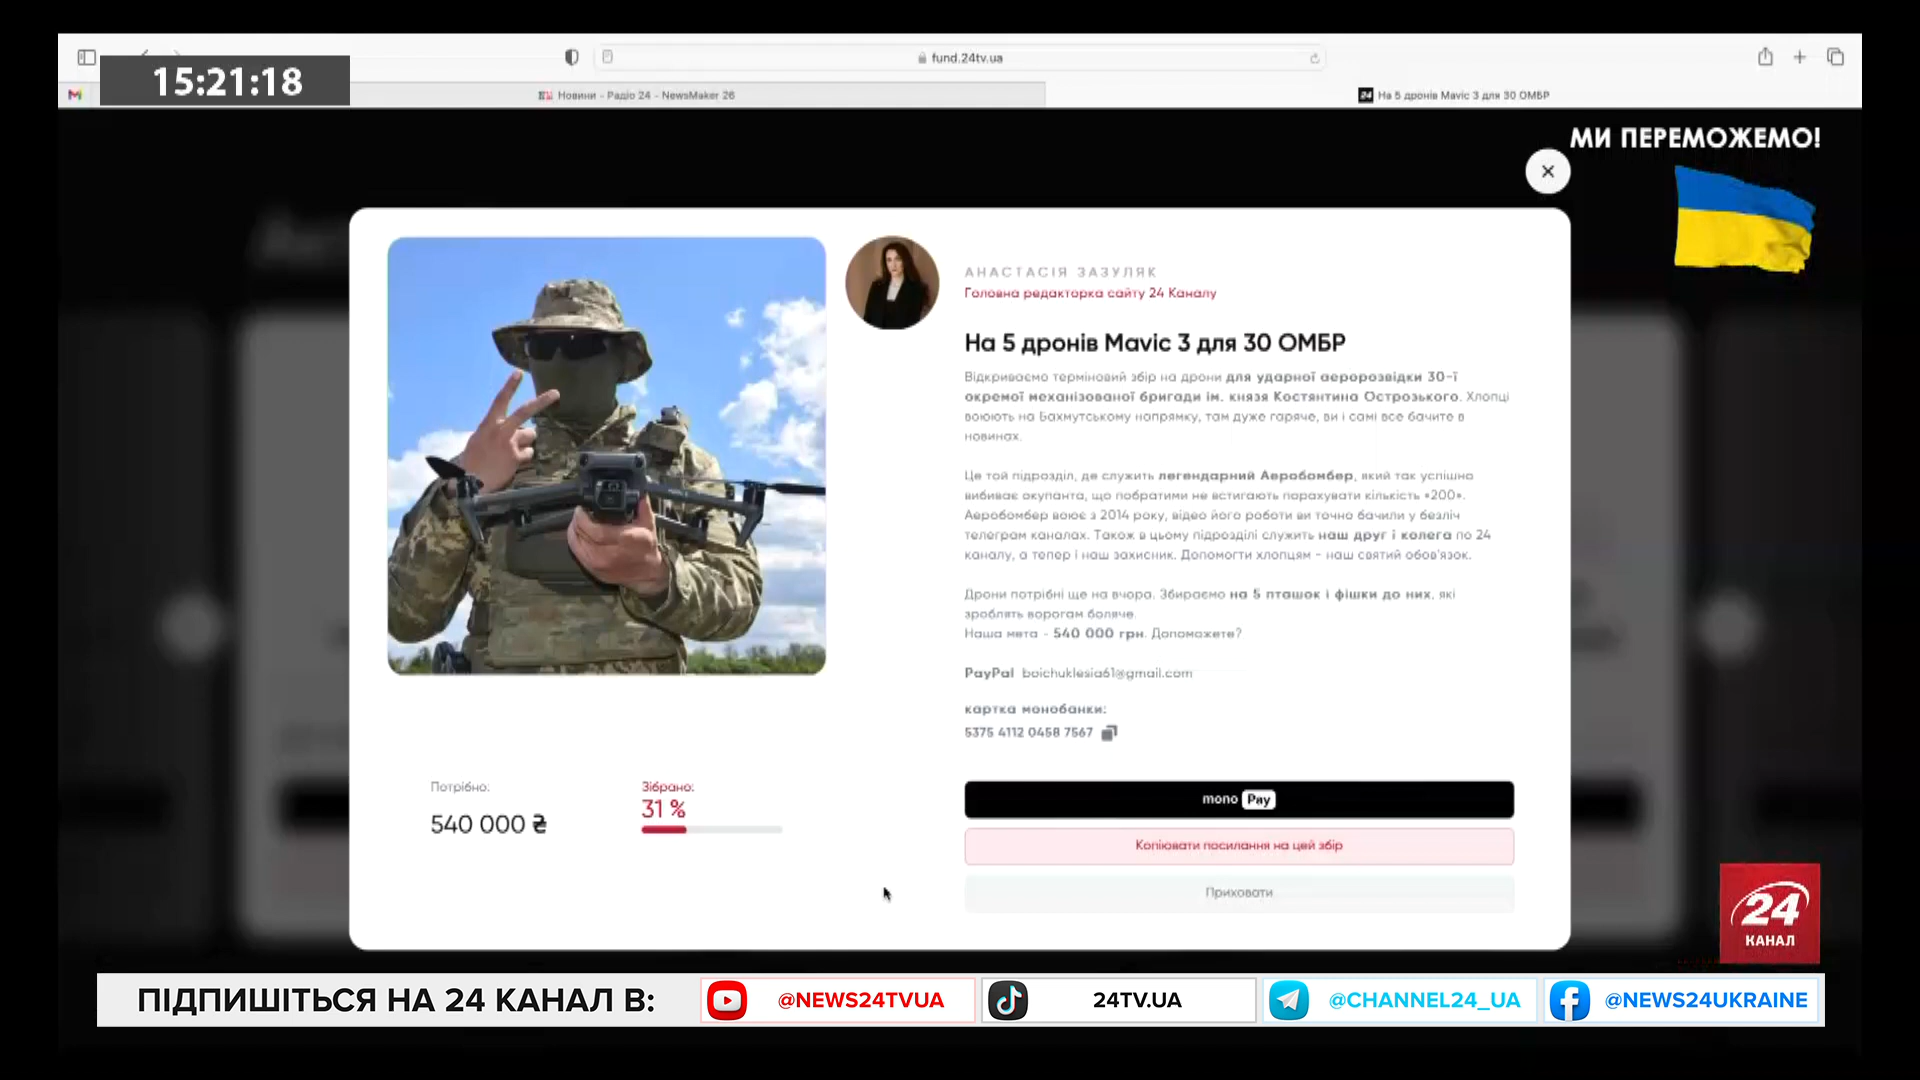 15:21:18
fund.24tv.ua
Новини - Радіо 24 - NewsMaker 26
24 На 5 дронів Mavic 3 для 30 ОМБР
МИ ПЕРЕМОЖЕМО!
АНАСТАСІЯ ЗАЗУЛЯК
Головна редакторка сайту 24 Каналу
На 5 дронів Mavic 3 для 30 ОМБР
Відкриваємо терміновий збір на дрони для ударної аеророзвідки 30-ї
окремої механізованої бригади ім. князя Костянтина Острозького. Хлопці
воюють на Бахмутському напрямку, там дуже гаряче, ви і самі все бачите в
новинах.
Це той підрозділ, де служить легендарний Аеробомбер, який так успішно
вибиває окупанта, що побратими не встигають порахувати кількість «200».
Аеробомбер воює з 2014 року, відео його роботи ви точно бачили у безліч
телеграм каналах. Також в цьому підрозділі служить наш друг і колега по 24
каналу, а тепер і наш захисник. Допомогти хлопцям - наш святий обов'язок.
Дрони потрібні ще на вчора. Збираємо на 5 пташок і фішки до них, які
зроблять ворогам боляче.
Наша мета - 540 000 грн. Допоможете?
PayPal boichuklesia61@gmail.com
картка монобанки:
5375 4112 0458 7567
Потрібно:
540 000 ₴
Зібрано:
31 %
mono Pay
Копіювати посилання на цей збір
Приховати
24
КАНАЛ
ПІДПИШІТЬСЯ НА 24 КАНАЛ В:
@NEWS24TVUA
24TV.UA
@CHANNEL24_UA
@NEWS24UKRAINE